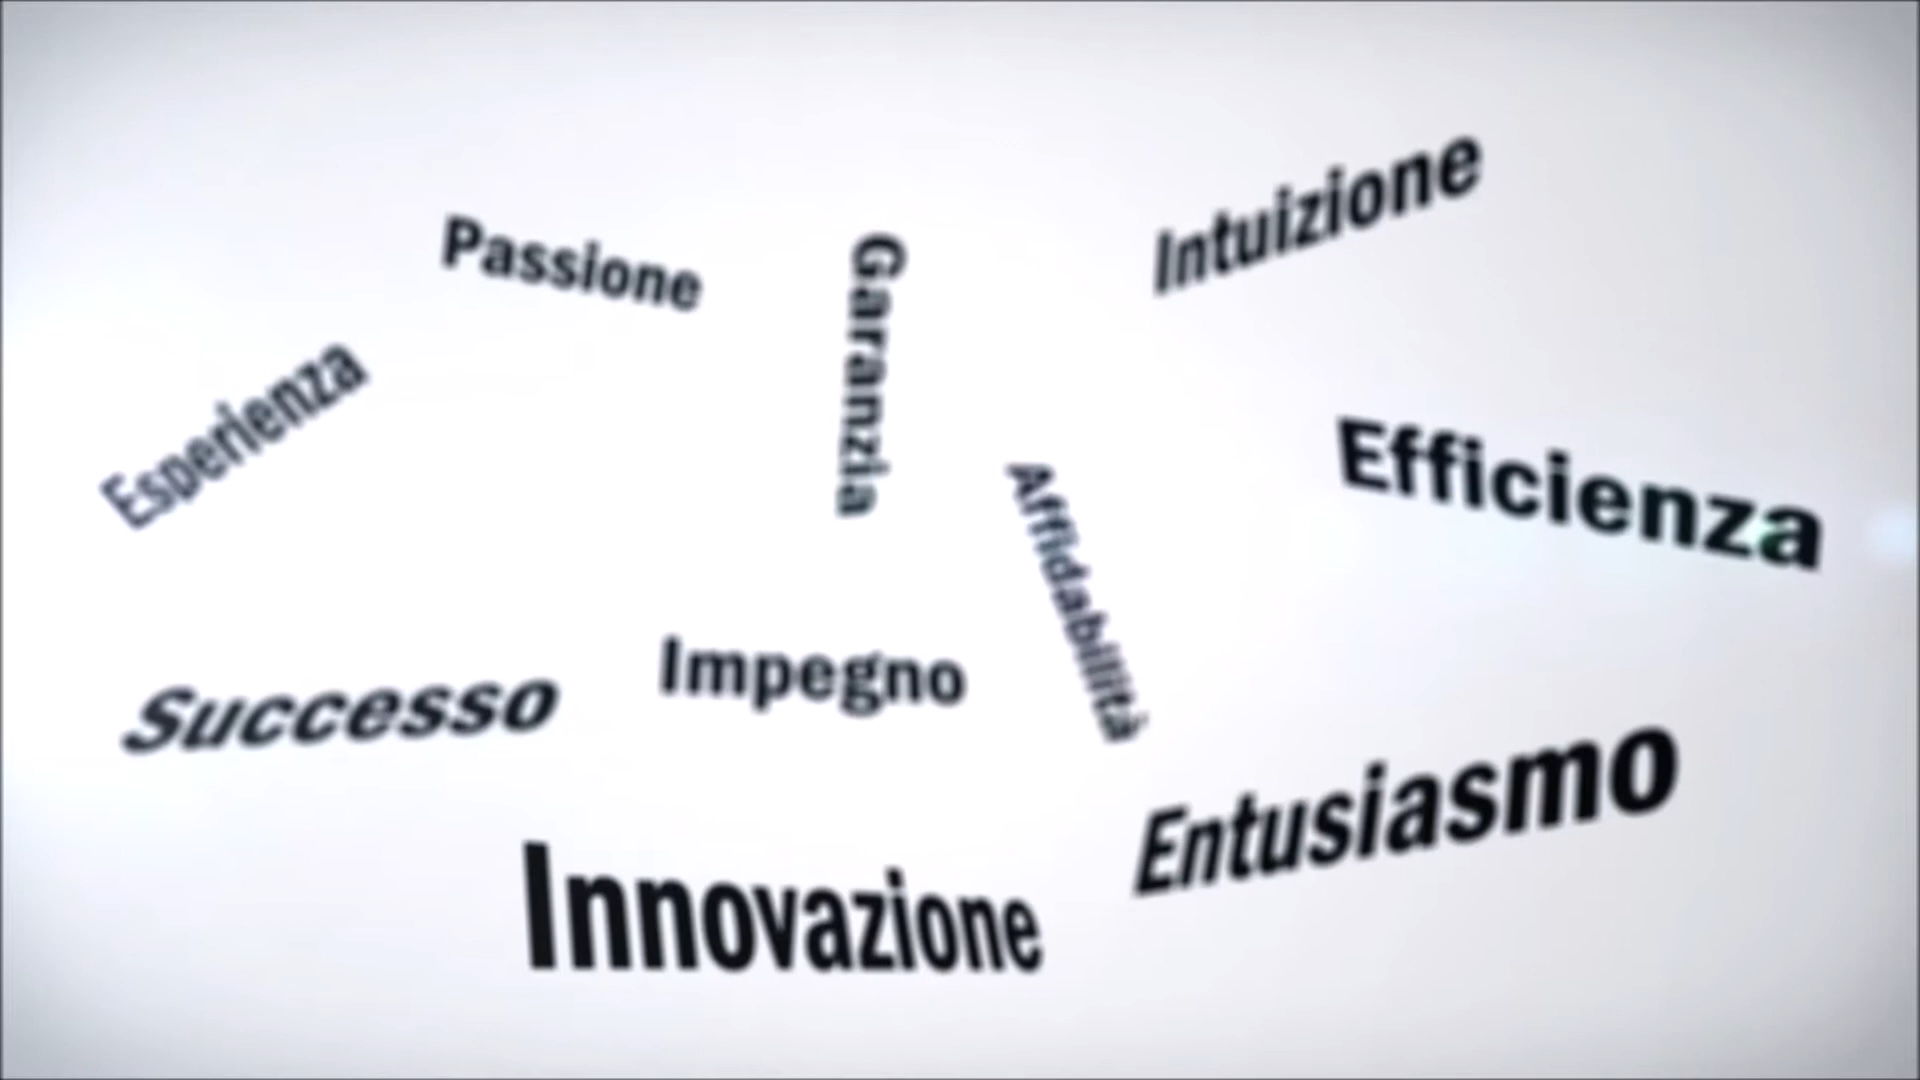 Intuizione
Passione
Garanzia
Esperienza
Efficienza
Affidabilità
Impegno
Successo
Entusiasmo
Innovazione